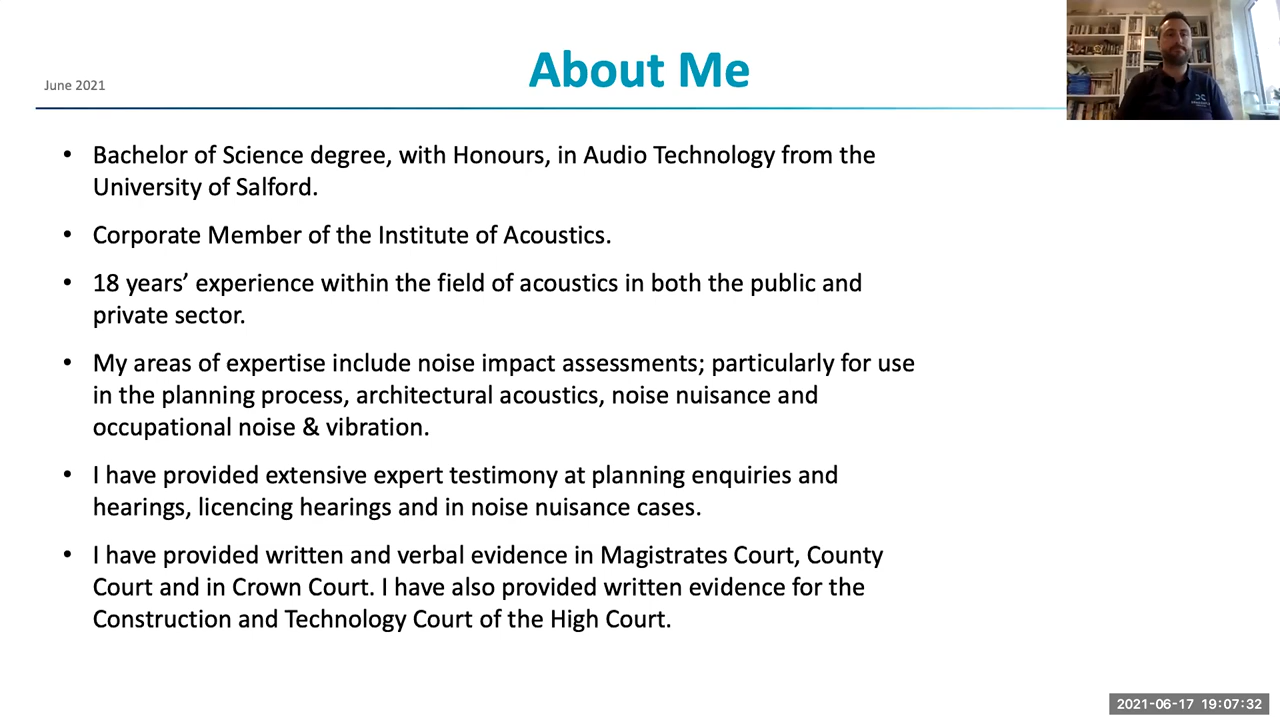 June 2021
About Me
• Bachelor of Science degree, with Honours, in Audio Technology from the
University of Salford.
• Corporate Member of the Institute of Acoustics.
• 18 years’ experience within the field of acoustics in both the public and
private sector.
• My areas of expertise include noise impact assessments; particularly for use
in the planning process, architectural acoustics, noise nuisance and
occupational noise & vibration.
• I have provided extensive expert testimony at planning enquiries and
hearings, licencing hearings and in noise nuisance cases.
• I have provided written and verbal evidence in Magistrates Court, County
Court and in Crown Court. I have also provided written evidence for the
Construction and Technology Court of the High Court.
2021-06-17 19:07:32